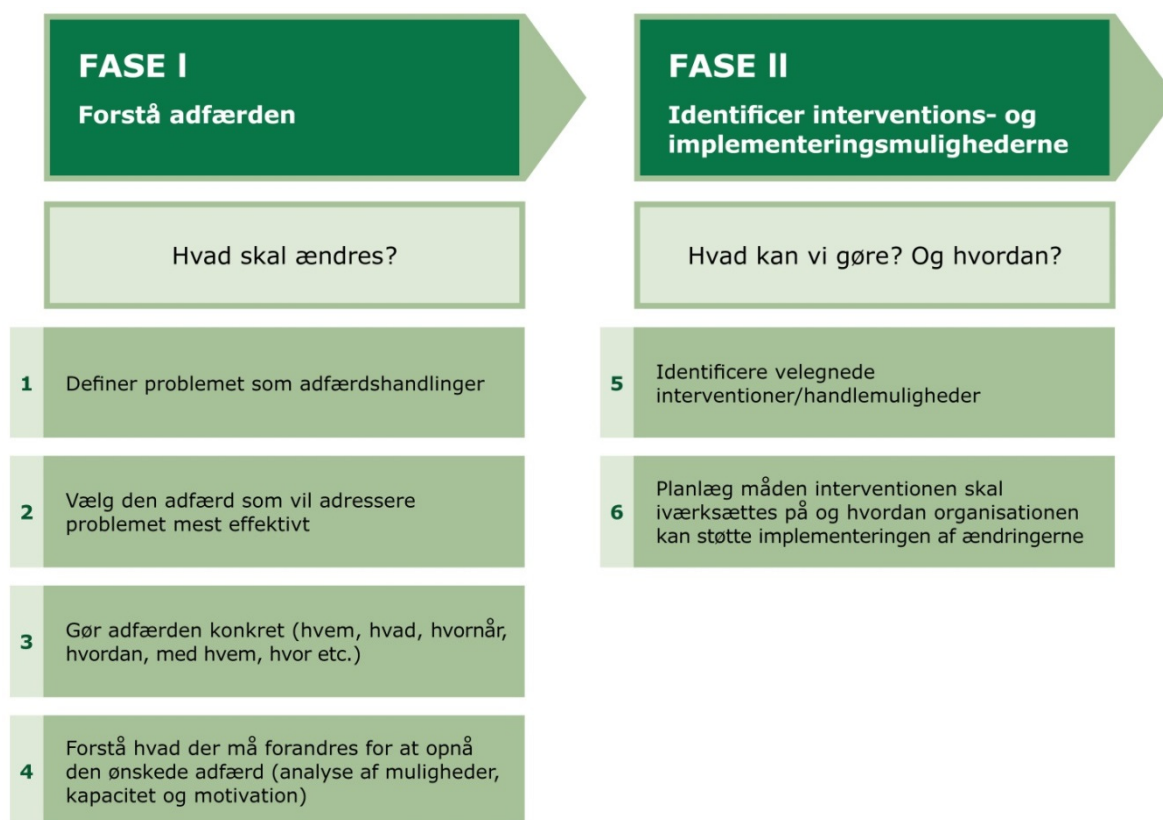 FASE I
Forstå adfærden
Hvad skal ændres?
1
Definer problemet som adfærdshandlinger
2
Vælg den adfærd som vil adressere
problemet mest effektivt
3
Gør adfærden konkret (hvem, hvad, hvornår,
hvordan, med hvem, hvor etc.)
4
Forstå hvad der må forandres for at opnå
den ønskede adfærd (analyse af muligheder,
kapacitet og motivation)
FASE II
Identificer interventions- og
implementeringsmulighederne
Hvad kan vi gøre? Og hvordan?
5
Identificere velegnede
interventioner/handlemuligheder
6
Planlæg måden interventionen skal
iværksættes på og hvordan organisationen
kan støtte implementeringen af ændringerne